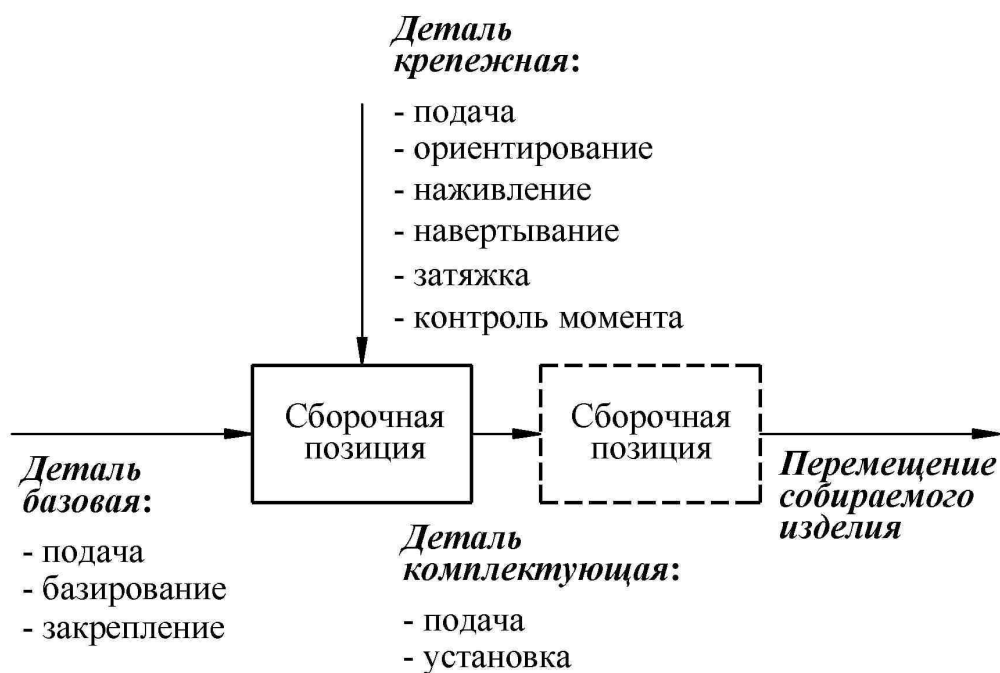 Деталь
крепежная:
- подача
- ориентирование
- наживление
- навертывание
- затяжка
- контроль момента
Сборочная
позиция
Сборочная
позиция
Деталь
базовая:
- подача
- базирование
- закрепление
Деталь
комплектующая:
- подача
- установка
Перемещение
собираемого
изделия